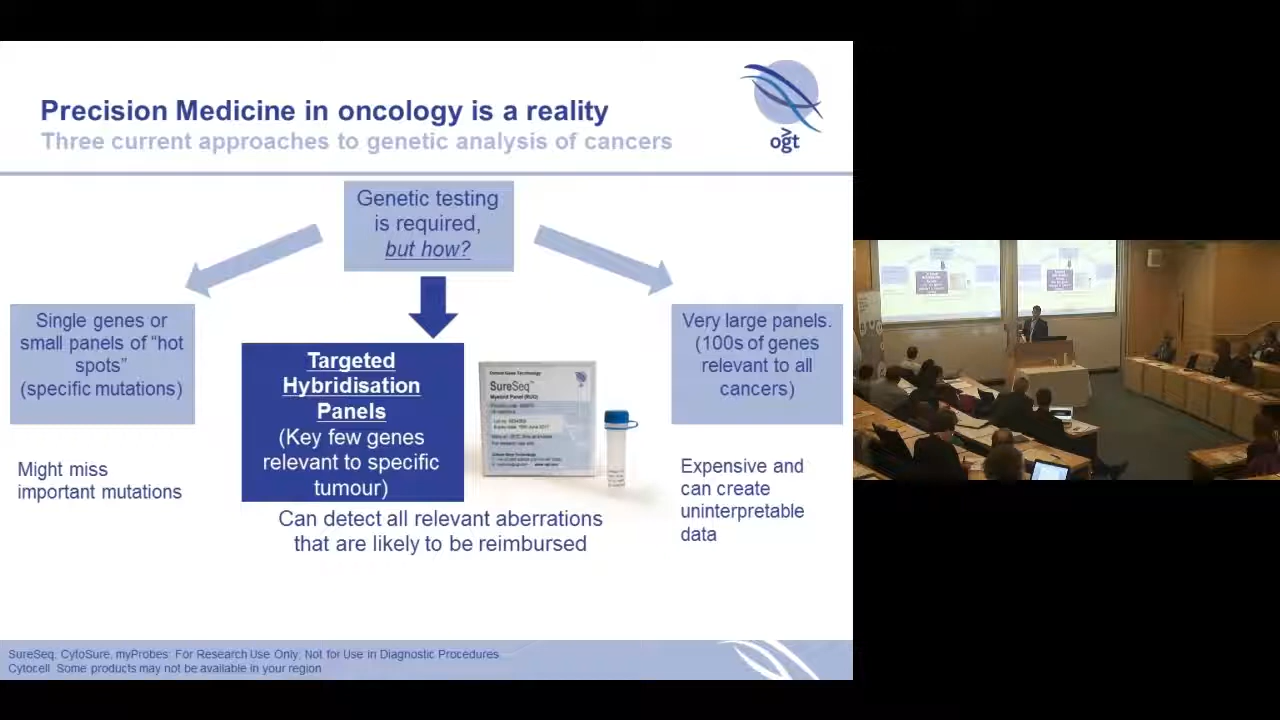 Precision Medicine in oncology is a reality
Three current approaches to genetic analysis of cancers
ogt
Genetic testing
is required,
but how?
Single genes or
small panels of “hot
spots”
(specific mutations)
Targeted
Hybridisation
Panels
(Key few genes
relevant to specific
tumour)
SureSeq™
Myeloid Panel (RUO)
Very large panels.
(100s of genes
relevant to all
cancers)
Might miss
important mutations
Expensive and
can create
uninterpretable
data
Can detect all relevant aberrations
that are likely to be reimbursed
SureSeq, CytoSure, myProbes: For Research Use Only; Not for Use in Diagnostic Procedures
Cytocell: Some products may not be available in your region